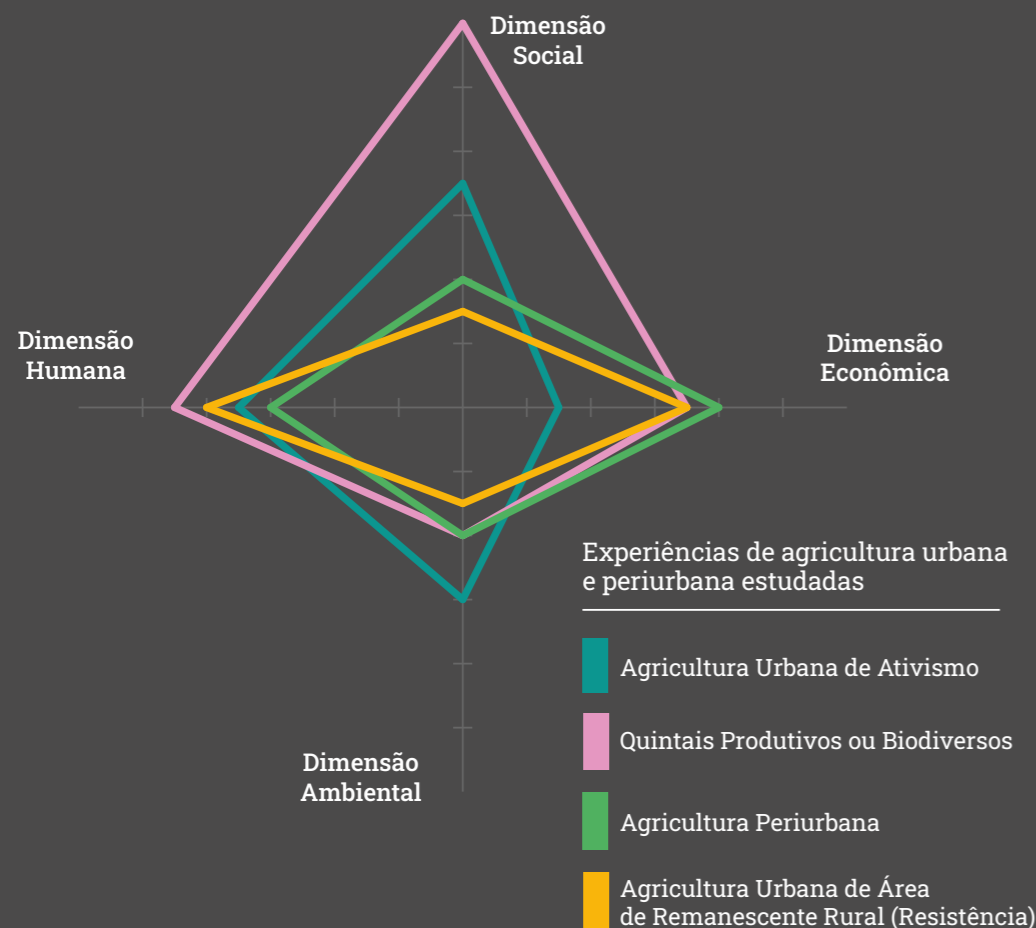 Dimensão
Social
Dimensão
Humana
Dimensão
Econômica
Experiências de agricultura urbana
e periurbana estudadas
Agricultura Urbana de Ativismo
Quintais Produtivos ou Biodiversos
Dimensão
Ambiental
Agricultura Periurbana
Agricultura Urbana de Área
de Remanescente Rural (Resistência)